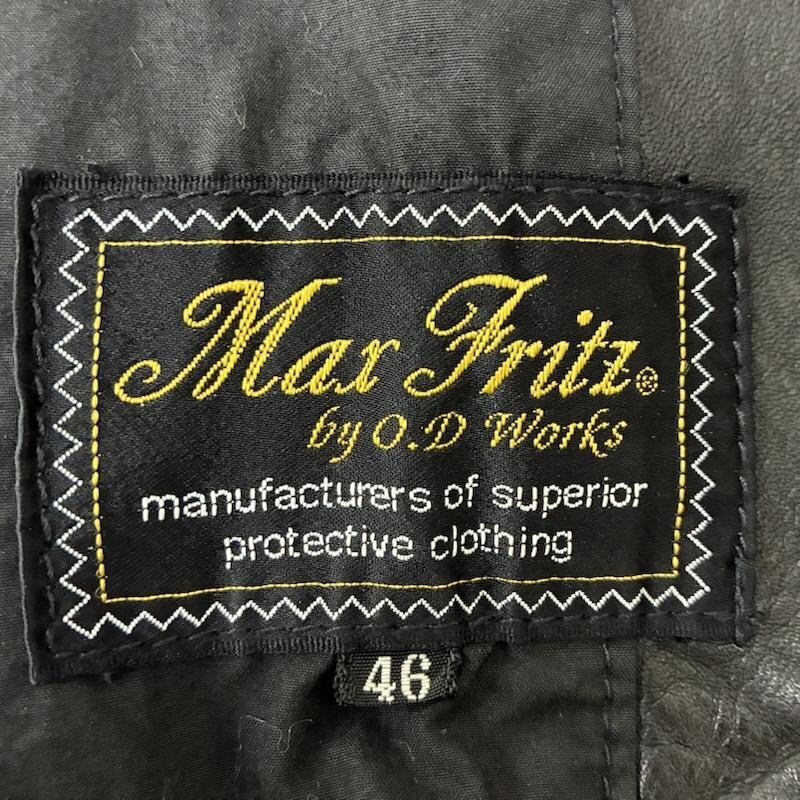 Max Fritz®
by O.D Works
manufacturers of superior
protective clothing
46